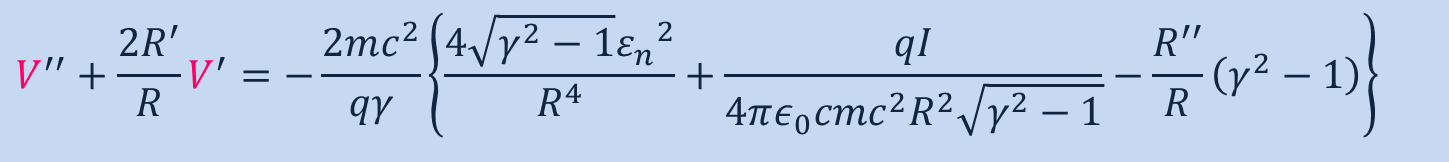 V'' + \frac{2R'}{R}V' = -\frac{2mc^2}{q\gamma}\left\{\frac{4\sqrt{\gamma^2-1}\varepsilon_n{}^2}{R^4} + \frac{qI}{4\pi\epsilon_0 cmc^2R^2\sqrt{\gamma^2-1}} - \frac{R''}{R}(\gamma^2-1)\right\}